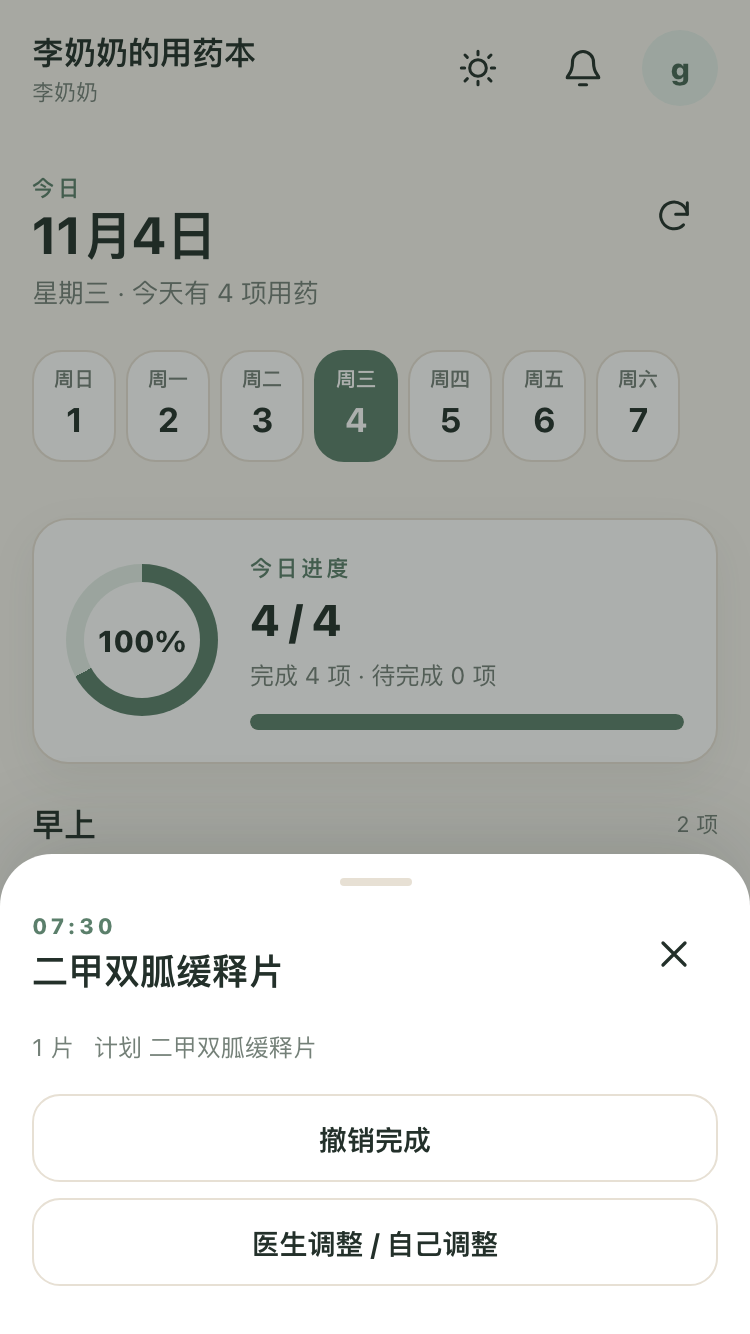 李奶奶的用药本
李奶奶
g
今日
11月4日
星期三 · 今天有 4 项用药
周日 周一 周二 周三 周四 周五 周六
1 2 3 4 5 6 7
今日进度
4 / 4
100%
完成 4 项 · 待完成 0 项
早上
2 项
07:30
二甲双胍缓释片
1 片 计划 二甲双胍缓释片
撤销完成
医生调整 / 自己调整